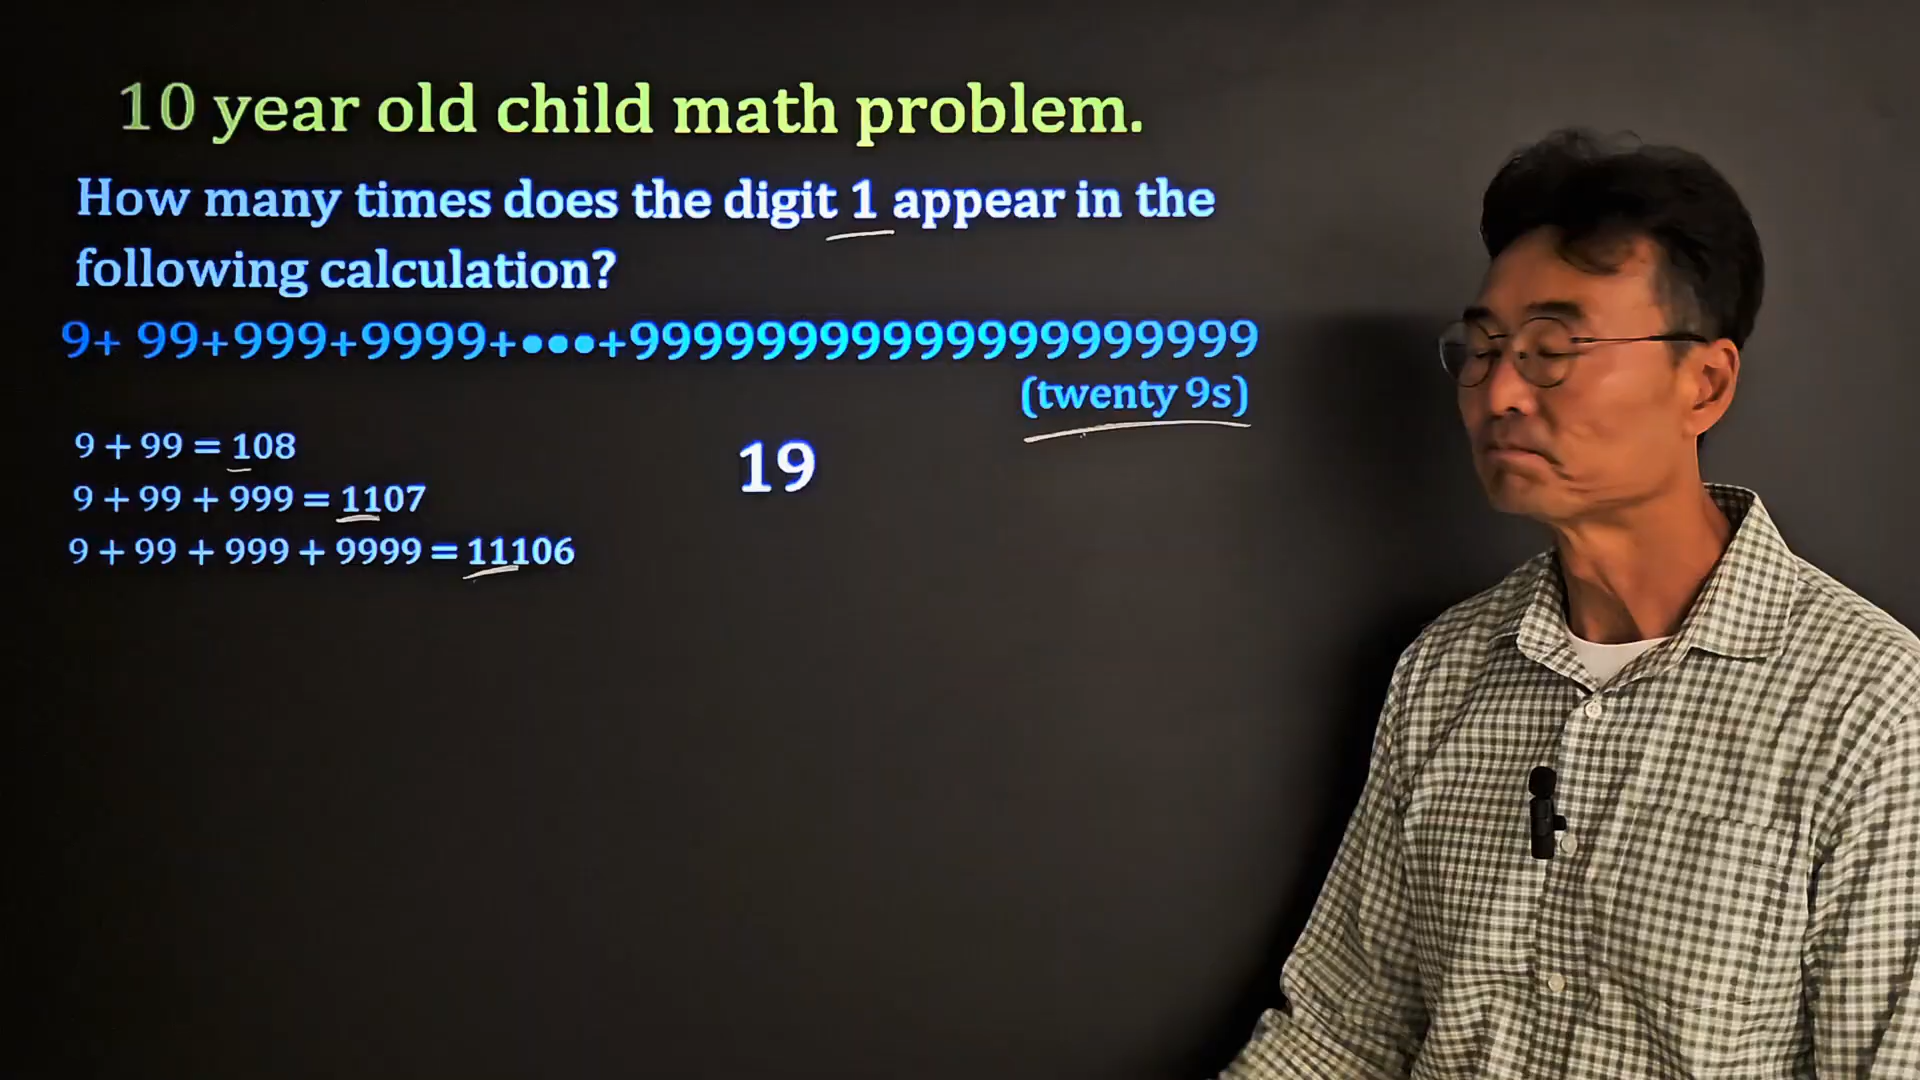 10 year old child math problem.
How many times does the digit 1 appear in the
following calculation?
9+ 99+999+9999+•••+99999999999999999999
(twenty 9s)
9 + 99 = 108
19
9 + 99 + 999 = 1107
9 + 99 + 999 + 9999 = 11106